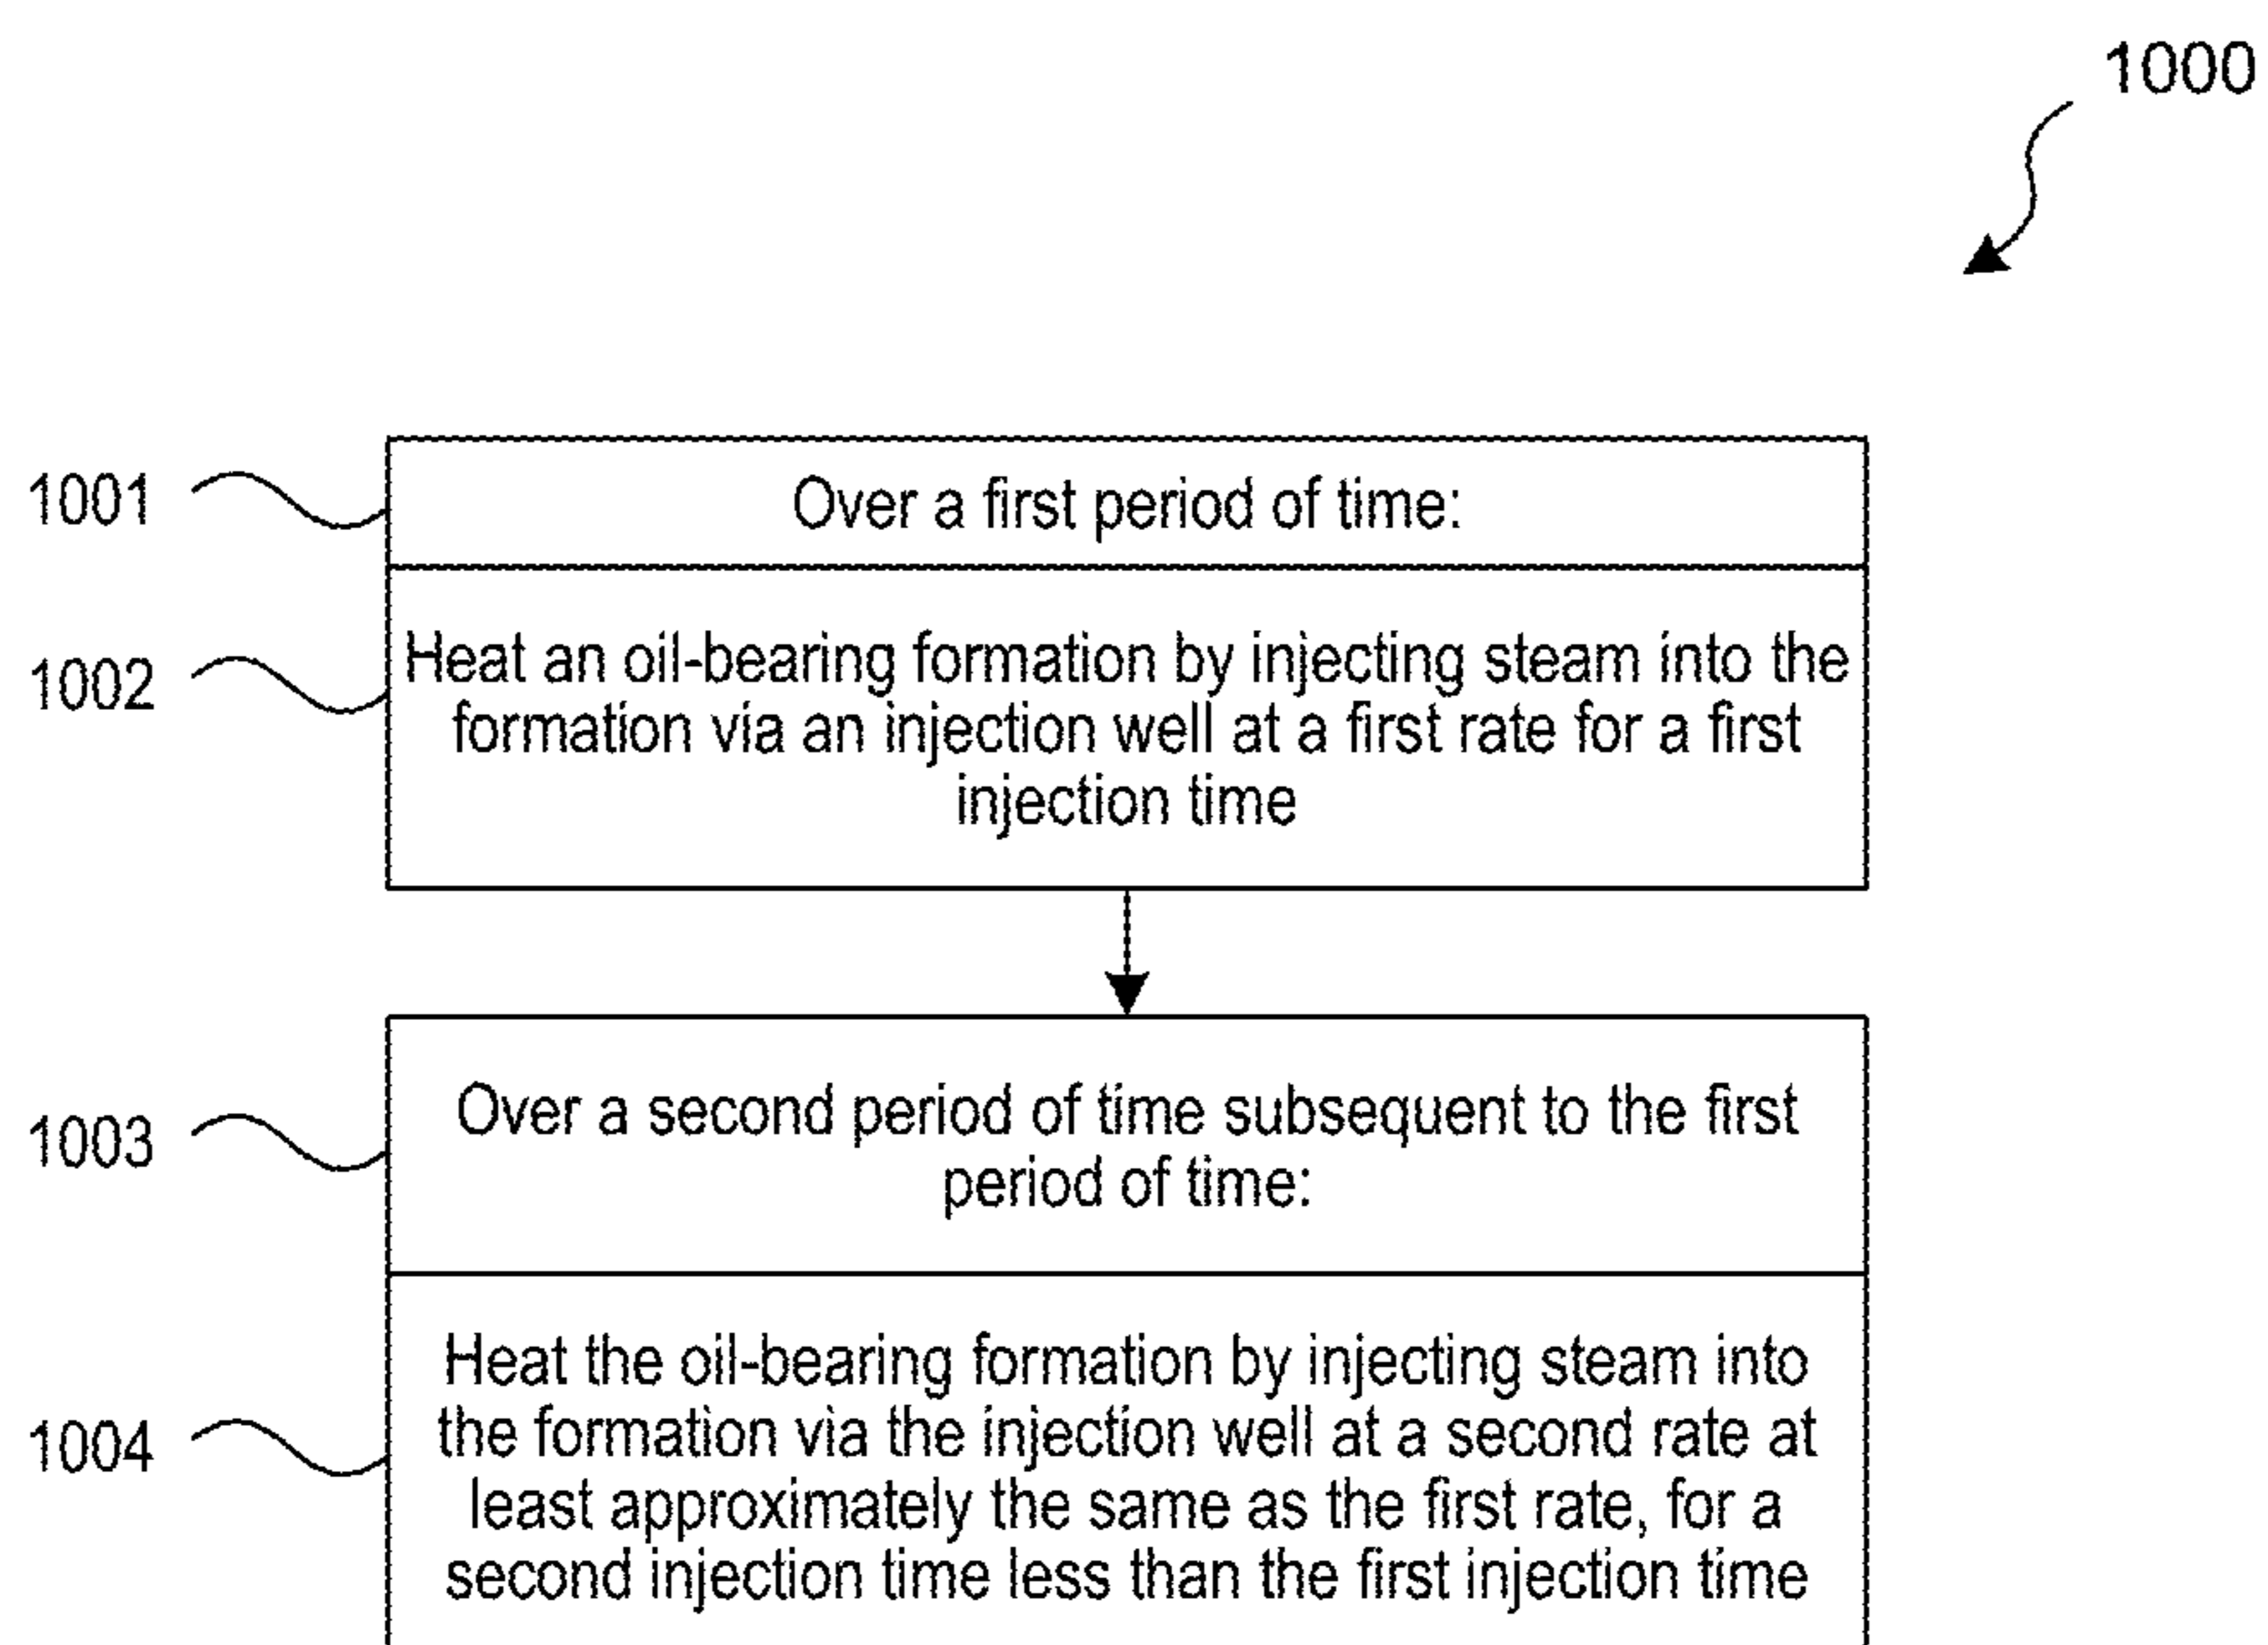 1000
1001
Over a first period of time:
1002
Heat an oil-bearing formation by injecting steam into the
formation via an injection well at a first rate for a first
injection time
1003
Over a second period of time subsequent to the first
period of time:
1004
Heat the oil-bearing formation by injecting steam into
the formation via the injection well at a second rate at
least approximately the same as the first rate, for a
second injection time less than the first injection time